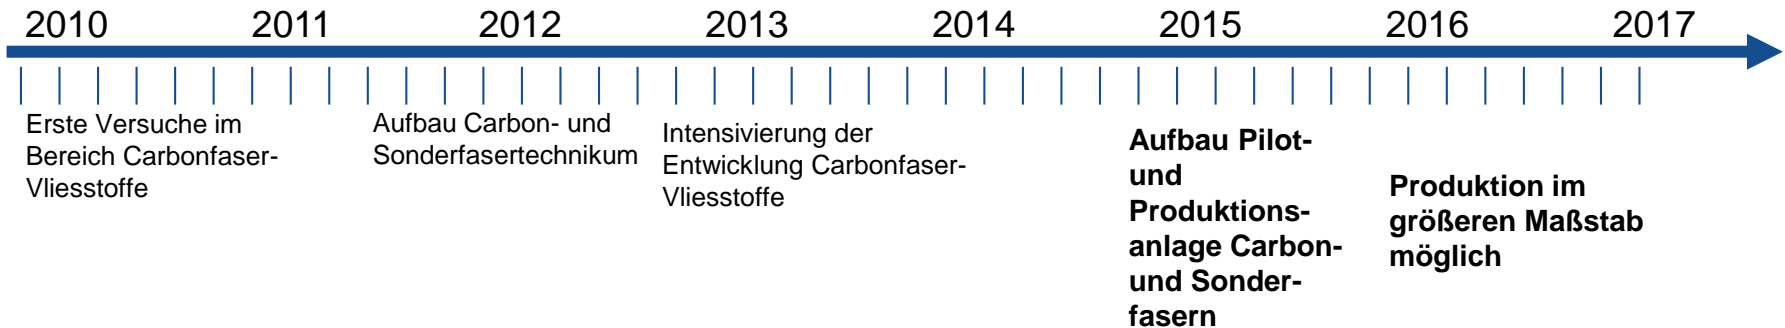 2010 2011 2012 2013 2014 2015 2016 2017
Erste Versuche im
Bereich Carbonfaser-
Vliesstoffe
Aufbau Carbon- und
Sonderfasertechnikum
Intensivierung der
Entwicklung Carbonfaser-
Vliesstoffe
Aufbau Pilot-
und
Produktions-
anlage Carbon-
und Sonder-
fasern
Produktion im
größeren Maßstab
möglich